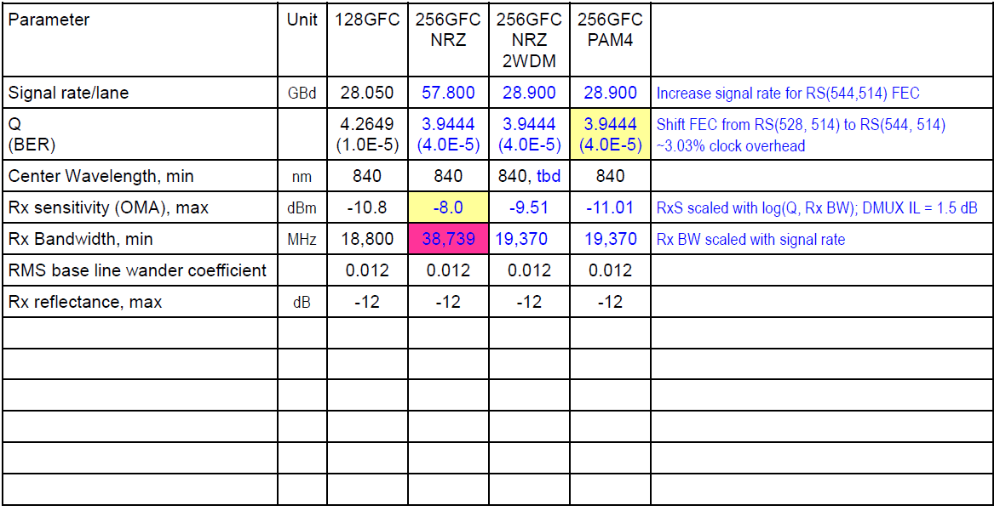 Parameter Unit 128GFC 256GFC 256GFC 256GFC
NRZ NRZ PAM4
2WDM
Signal rate/lane GBd 28.050 57.800 28.900 28.900 Increase signal rate for RS(544,514) FEC
Q 4.2649 3.9444 3.9444 3.9444 Shift FEC from RS(528, 514) to RS(544, 514)
(BER) (1.0E-5) (4.0E-5) (4.0E-5) (4.0E-5) ~3.03% clock overhead
Center Wavelength, min nm 840 840 840, tbd 840
Rx sensitivity (OMA), max dBm -10.8 -8.0 -9.51 -11.01 RxS scaled with log(Q, Rx BW); DMUX IL = 1.5 dB
Rx Bandwidth, min MHz 18,800 38,739 19,370 19,370 Rx BW scaled with signal rate
RMS base line wander coefficient 0.012 0.012 0.012 0.012
Rx reflectance, max dB -12 -12 -12 -12